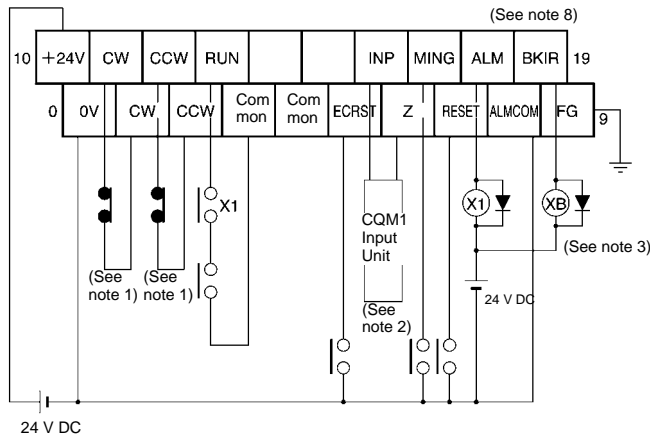 (See note 8)
10 +24V CW CCW RUN INP MING ALM BKIR 19
0 0V CW CCW Com mon Com mon ECRST Z RESET ALMCOM FG 9
X1
X1
XB
CQM1
Input
Unit
(See note 3)
(See
note 1)
(See
note 1)
(See
note 2)
24 V DC
24 V DC